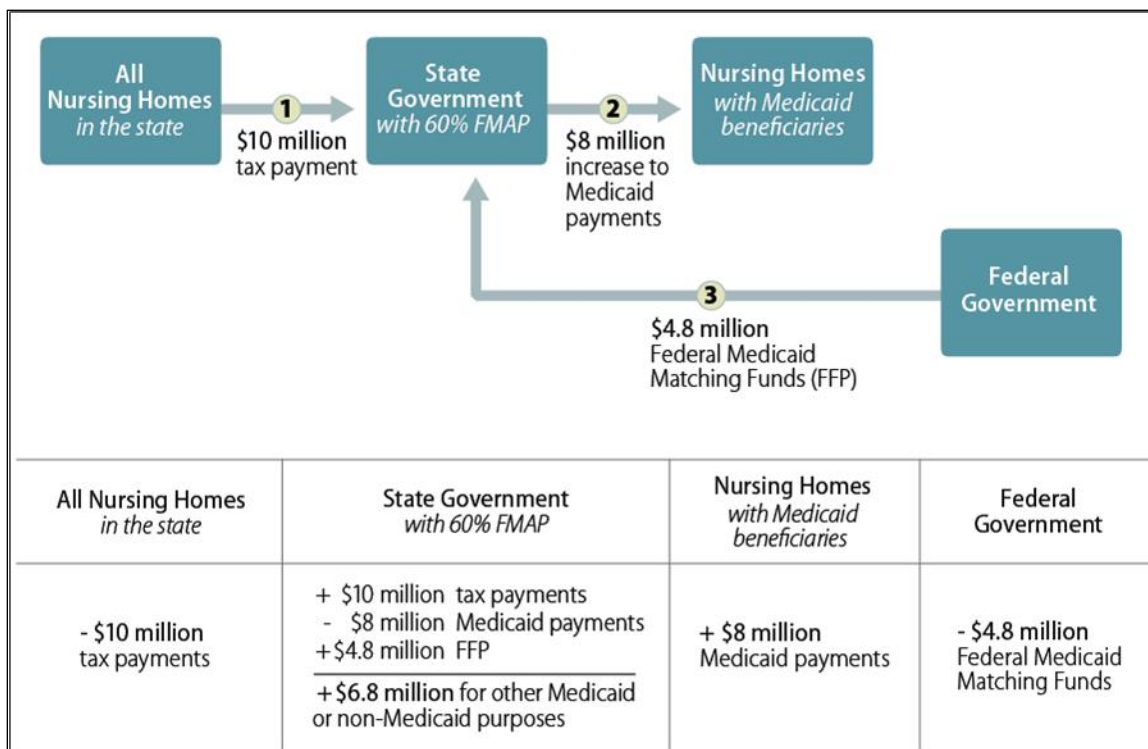 All
Nursing Homes
in the state
1
$10 million
tax payment
State
Government
with 60% FMAP
2
$8 million
increase to
Medicaid
payments
Nursing Homes
with Medicaid
beneficiaries
3
$4.8 million
Federal Medicaid
Matching Funds (FFP)
Federal
Government
All Nursing Homes
in the state
State Government
with 60% FMAP
Nursing Homes
with Medicaid
beneficiaries
Federal
Government
- $10 million
tax payments
+ $10 million tax payments
- $8 million Medicaid payments
+$4.8 million FFP
+$6.8 million for other Medicaid
or non-Medicaid purposes
+ $8 million
Medicaid payments
- $4.8 million
Federal Medicaid
Matching Funds